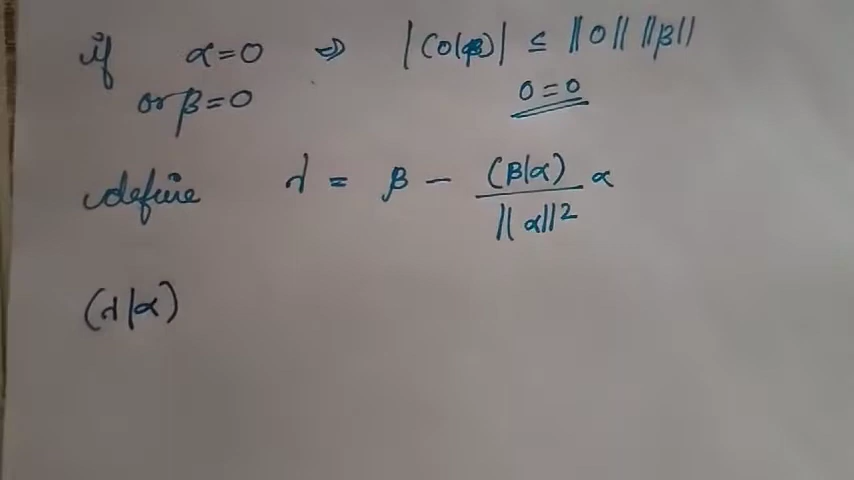 if α=0 ⇒ |(0|β)| ≤ ||0|| ||β||
or β=0 0=0
define γ = β - (β|α)/||α||² α
(γ|α)